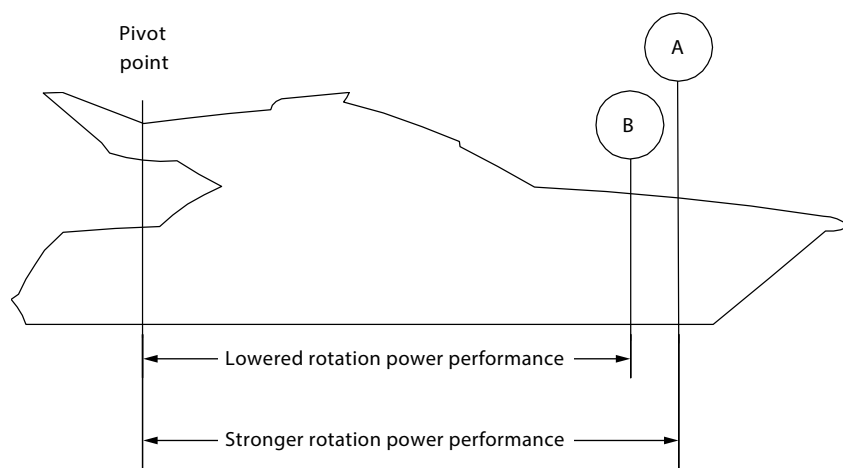 Pivot
point
A
B
Lowered rotation power performance
Stronger rotation power performance